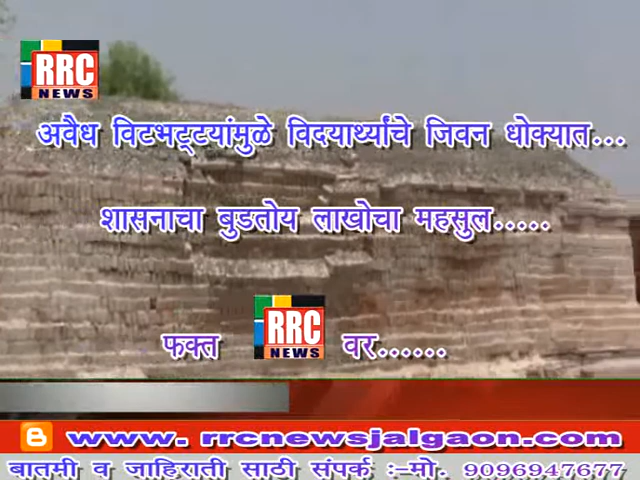 RRC
NEWS
अवैध विटभट्टयांमुळे विदयार्थ्यांचे जिवन धोक्यात...
शासनाचा बुडतोय लाखोचा महसुल.....
फक्त RRC NEWS वर......
www. rrcnewsjalgaon.com
बातमी व जाहिराती साठी संपर्क :-मो. 9096947677